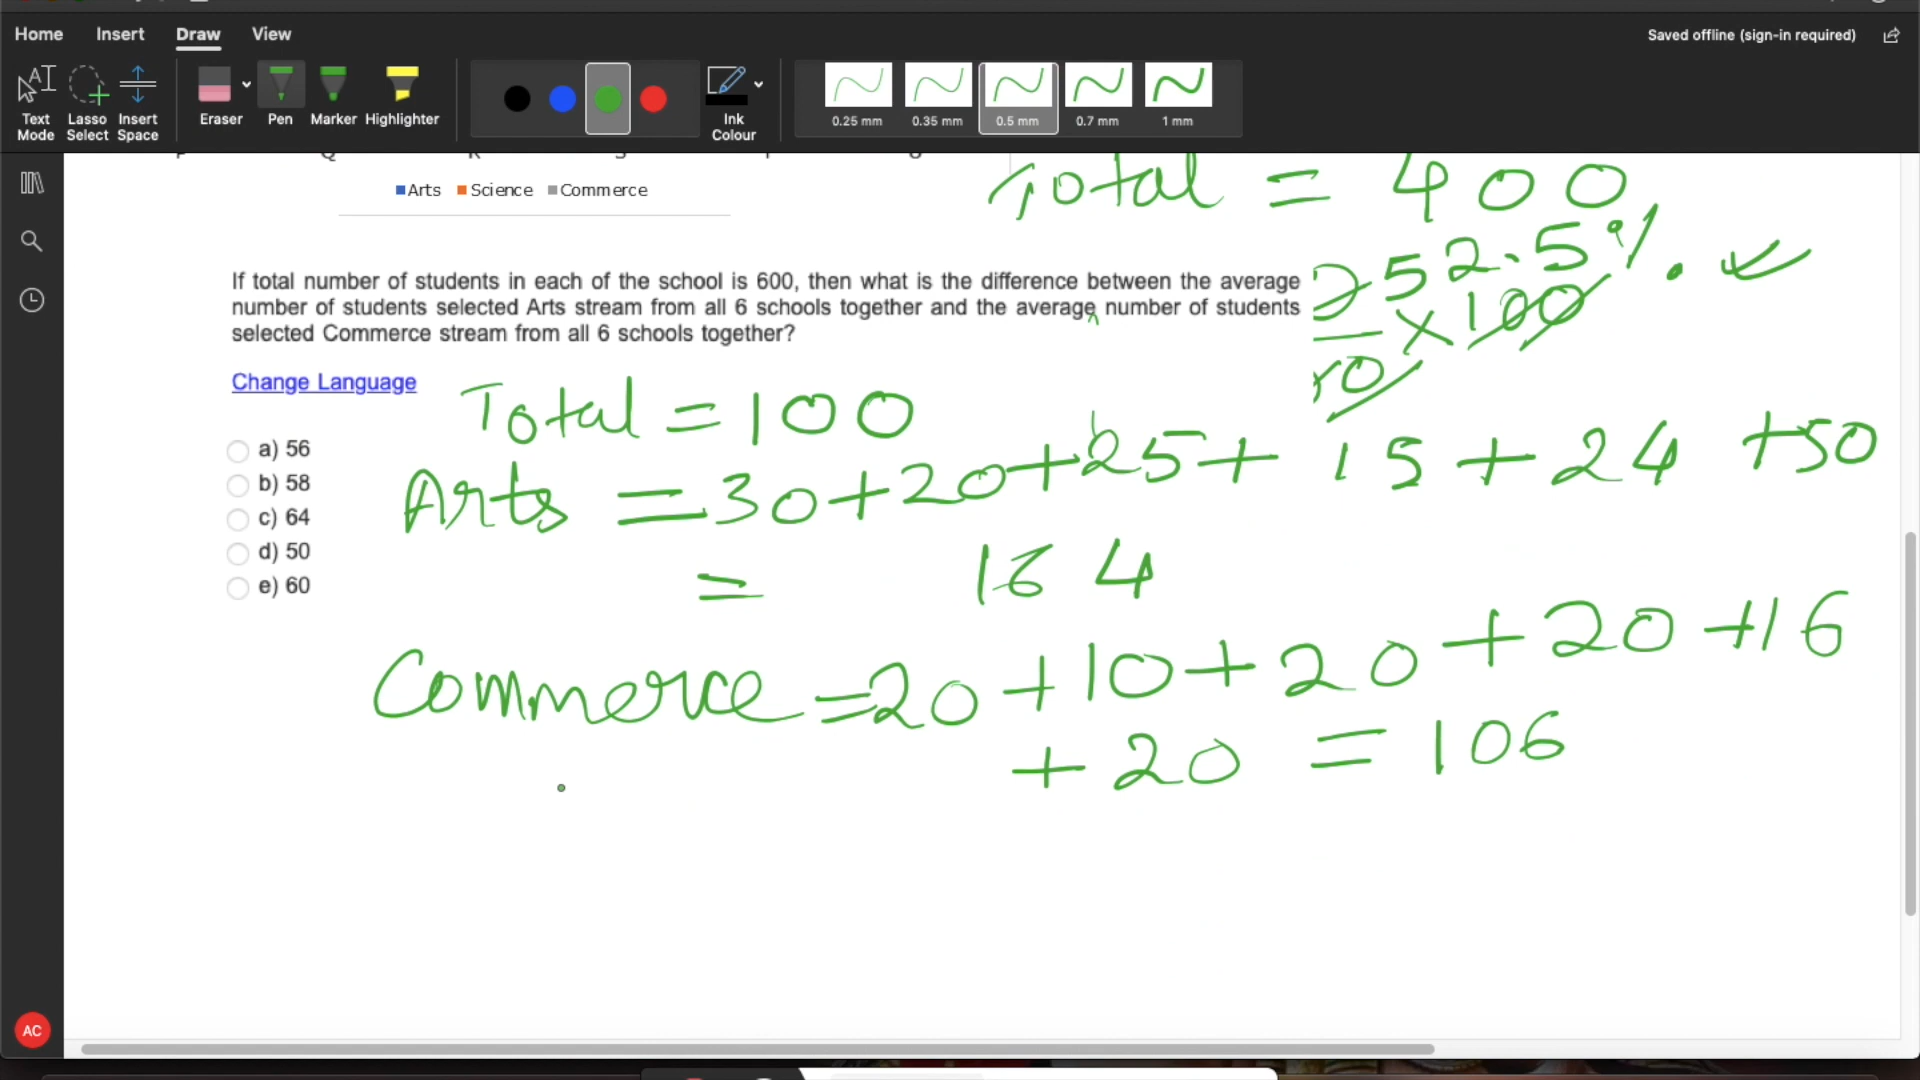 Home Insert Draw View
Saved offline (sign-in required)
Text Mode
Lasso Select
Insert Space
Eraser
Pen
Marker
Highlighter
Ink Colour
0.25 mm
0.35 mm
0.5 mm
0.7 mm
1 mm
Arts Science Commerce
Total = 400
252.5%.
× 100
If total number of students in each of the school is 600, then what is the difference between the average
number of students selected Arts stream from all 6 schools together and the average number of students
selected Commerce stream from all 6 schools together?
Change Language
a) 56
b) 58
c) 64
d) 50
e) 60
Total = 100
Arts = 30+20+25+ 15 + 24 +50
= 164
Commerce =20 +10+20 +20 +16
+ 20 = 106
AC